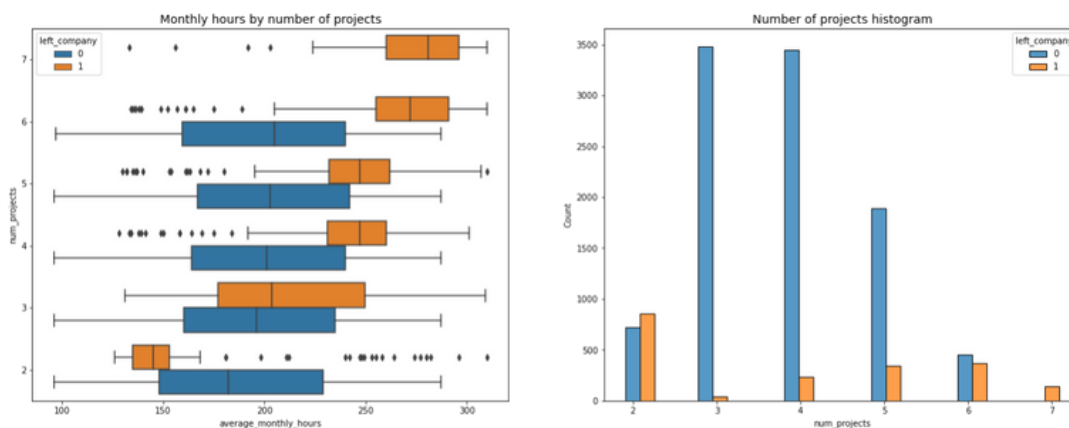 Monthly hours by number of projects
left_company
0
1
7
6
5
4
3
2
num_projects
100 150 200 250 300
average_monthly_hours
Number of projects histogram
left_company
0
1
3500
3000
2500
2000
1500
1000
500
0
Count
2 3 4 5 6 7
num_projects